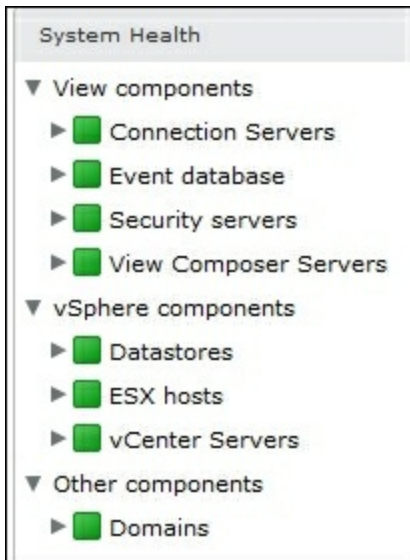 System Health
View components
Connection Servers
Event database
Security servers
View Composer Servers
vSphere components
Datastores
ESX hosts
vCenter Servers
Other components
Domains